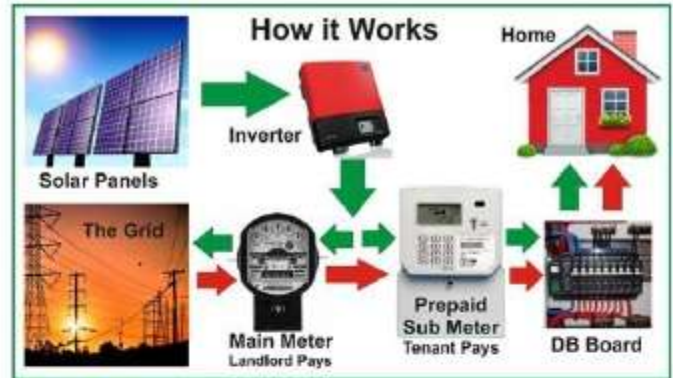 How it Works
Home
Inverter
Solar Panels
The Grid
Main Meter
Landlord Pays
Prepaid
Sub Meter
Tenant Pays
DB Board